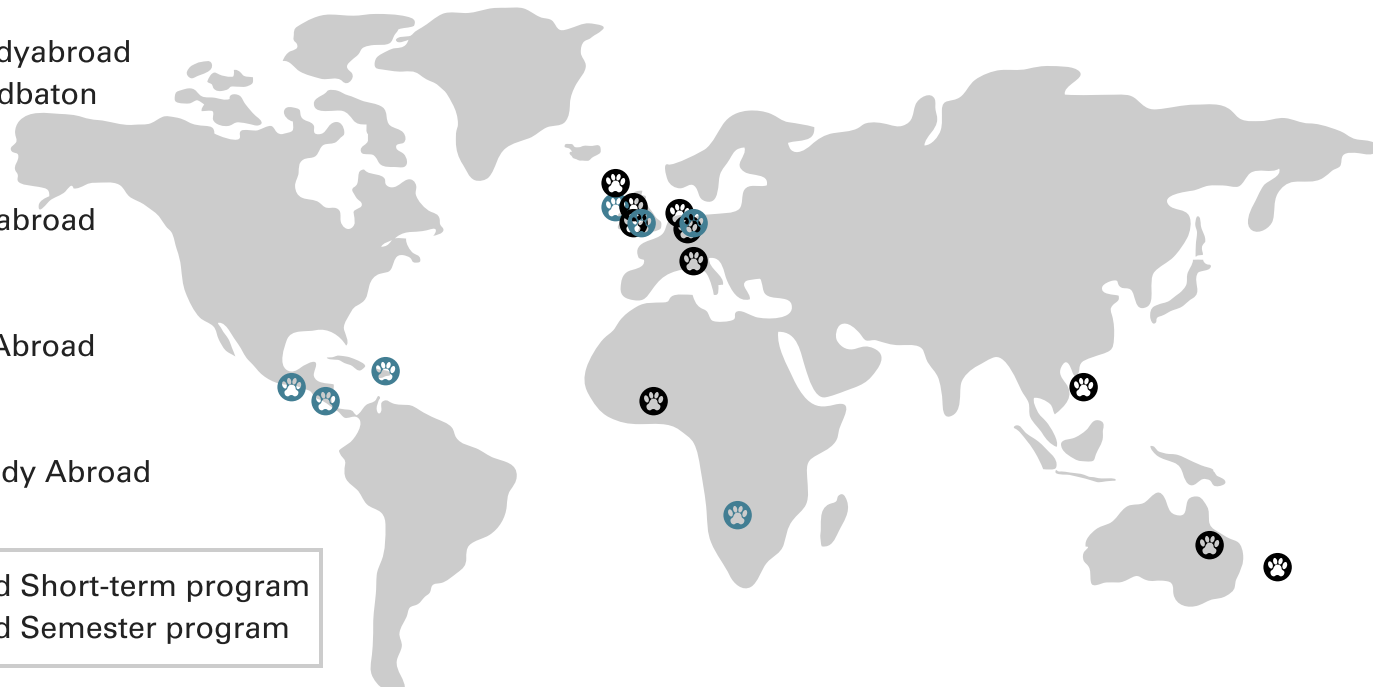 dyabroad
dbaton
abroad
Abroad
dy Abroad
d Short-term program
d Semester program